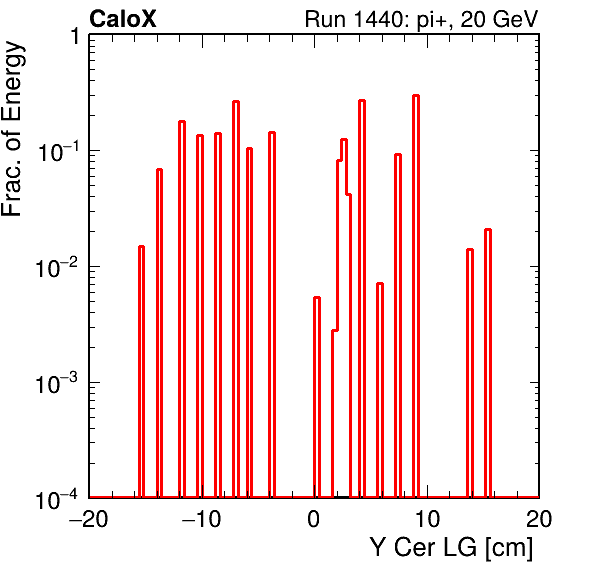 CaloX Run 1440: pi+, 20 GeV
Frac. of Energy
1
10⁻¹
10⁻²
10⁻³
10⁻⁴
−20 −10 0 10 20
Y Cer LG [cm]